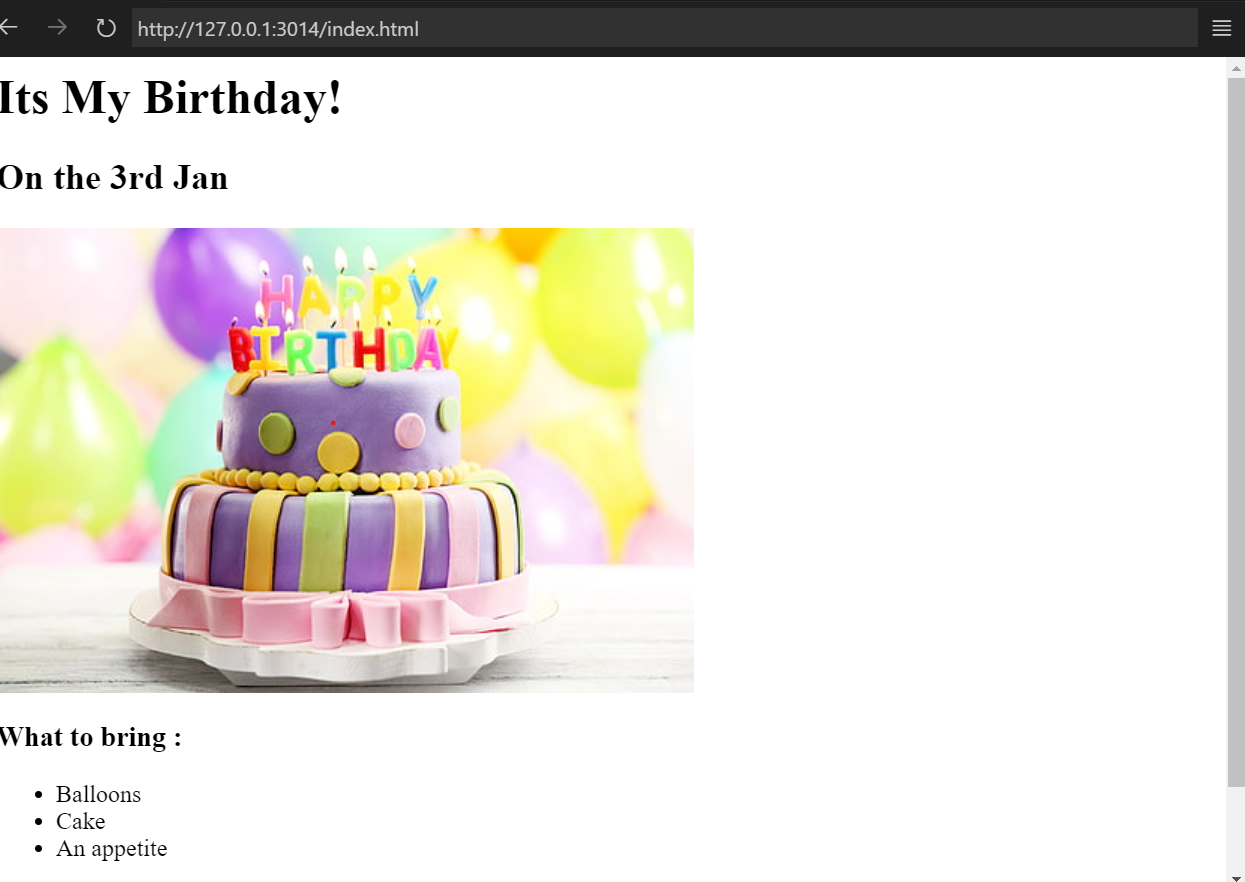 http://127.0.0.1:3014/index.html
Its My Birthday!
On the 3rd Jan
HAPPY
BIRTHDAY
What to bring :
Balloons
Cake
An appetite